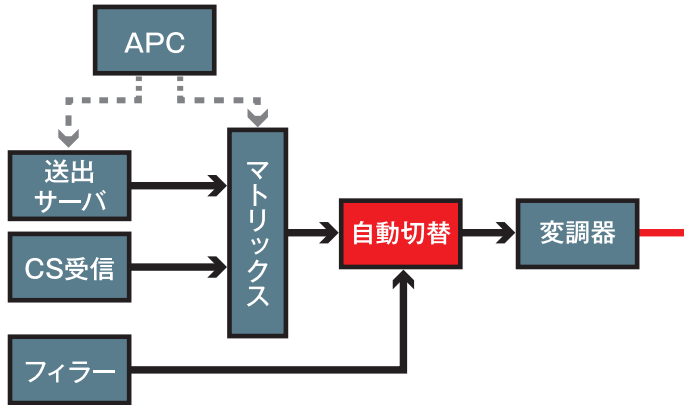 APC
送出
サーバ
マトリックス
自動切替
変調器
CS受信
フィラー